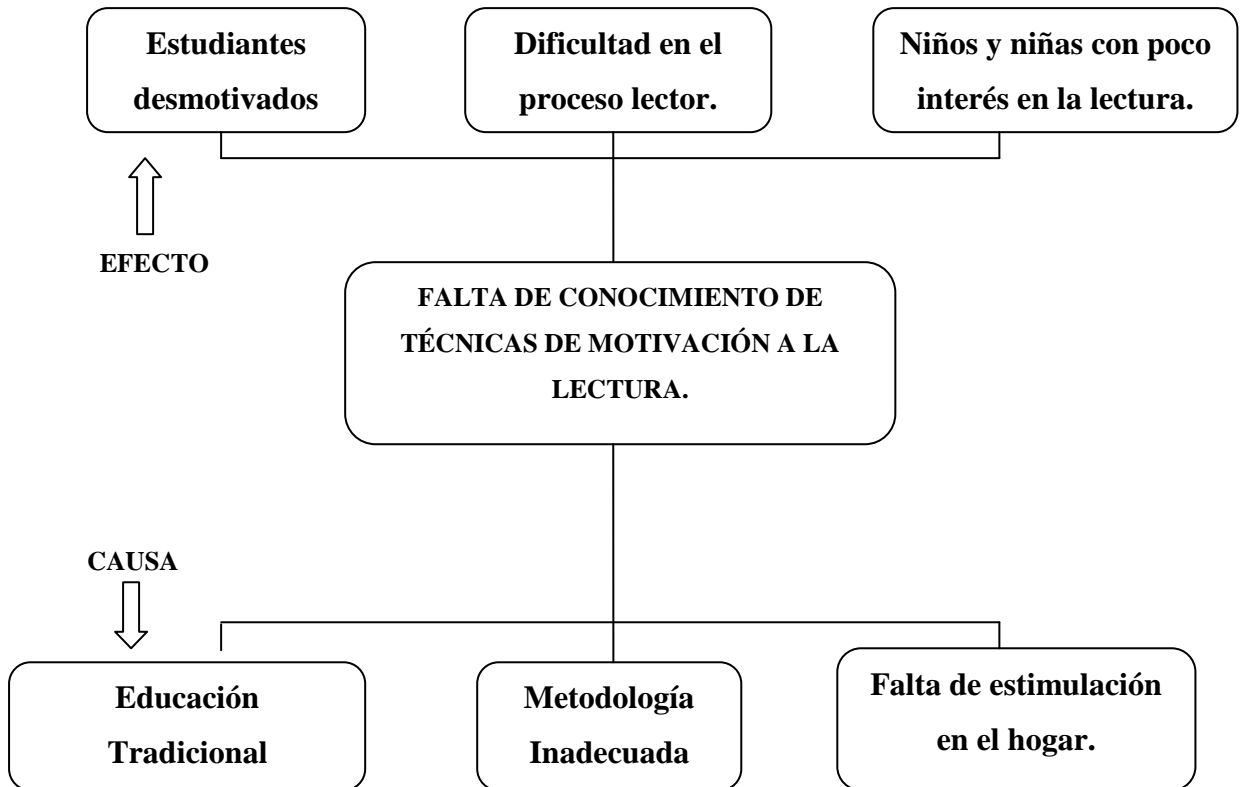 Estudiantes
desmotivados
Dificultad en el
proceso lector.
Niños y niñas con poco
interés en la lectura.
EFECTO
FALTA DE CONOCIMIENTO DE
TÉCNICAS DE MOTIVACIÓN A LA
LECTURA.
CAUSA
Educación
Tradicional
Metodología
Inadecuada
Falta de estimulación
en el hogar.